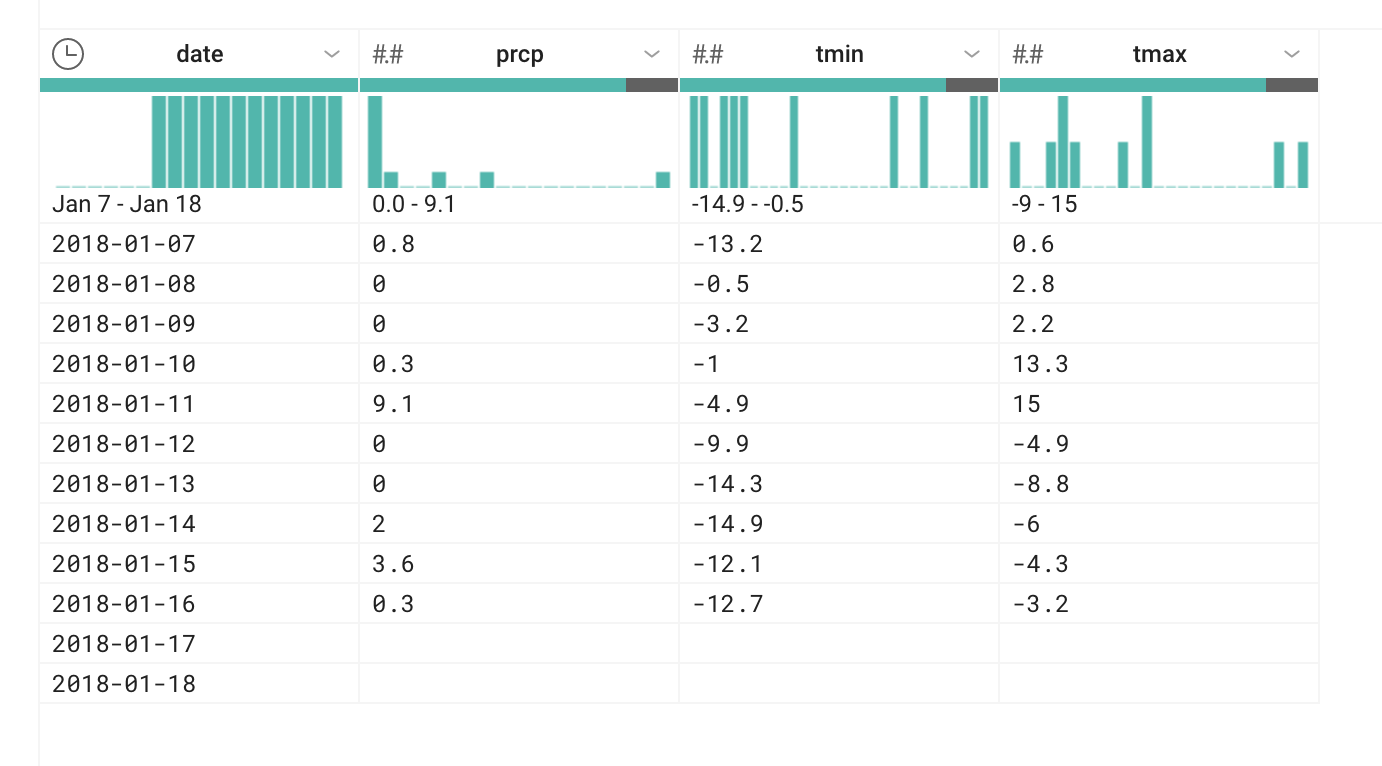 date ##.# prcp ##.# tmin ##.# tmax
Jan 7 - Jan 18 0.0 - 9.1 -14.9 - -0.5 -9 - 15
2018-01-07 0.8 -13.2 0.6
2018-01-08 0 -0.5 2.8
2018-01-09 0 -3.2 2.2
2018-01-10 0.3 -1 13.3
2018-01-11 9.1 -4.9 15
2018-01-12 0 -9.9 -4.9
2018-01-13 0 -14.3 -8.8
2018-01-14 2 -14.9 -6
2018-01-15 3.6 -12.1 -4.3
2018-01-16 0.3 -12.7 -3.2
2018-01-17
2018-01-18